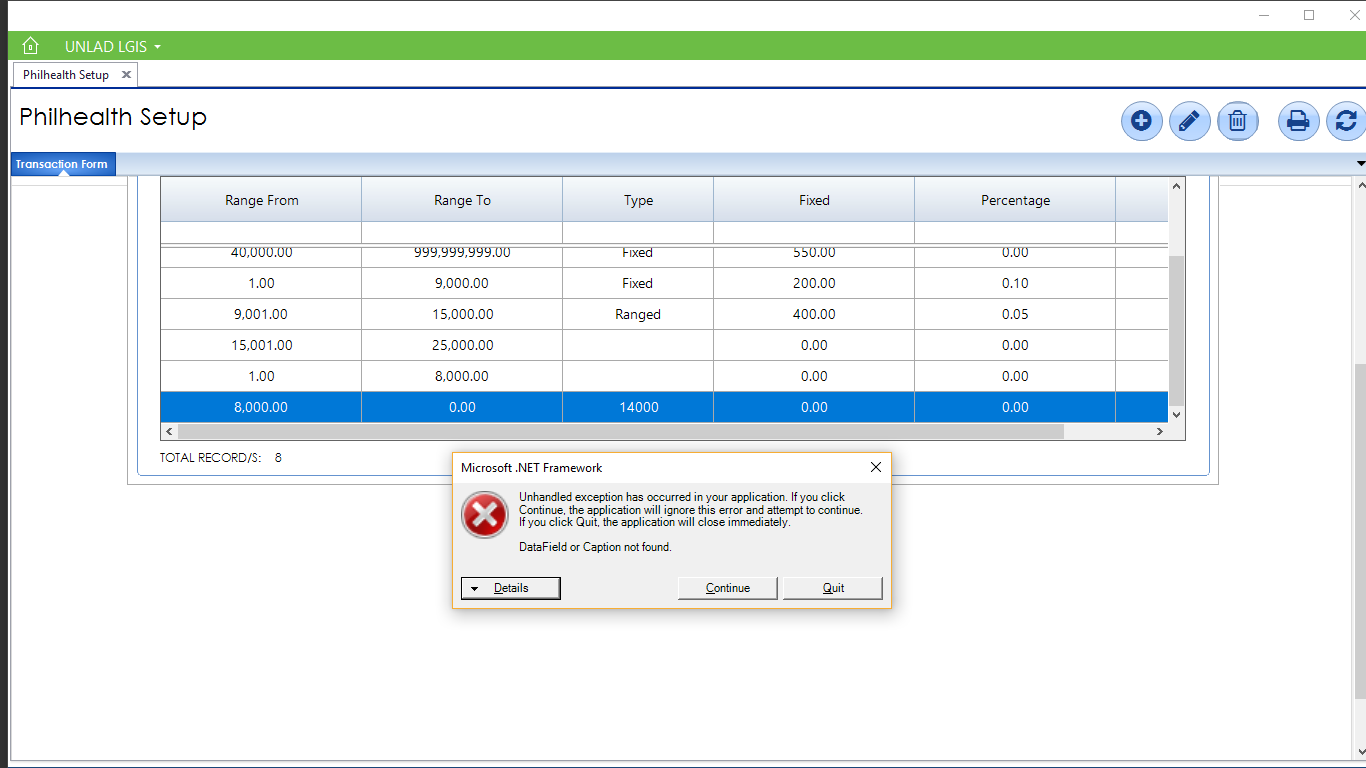 UNLAD LGIS
Philhealth Setup
Philhealth Setup
Transaction Form
Range From Range To Type Fixed Percentage
40,000.00 999,999,999.00 Fixed 550.00 0.00
1.00 9,000.00 Fixed 200.00 0.10
9,001.00 15,000.00 Ranged 400.00 0.05
15,001.00 25,000.00 0.00 0.00
1.00 8,000.00 0.00 0.00
8,000.00 0.00 14000 0.00 0.00
TOTAL RECORD/S: 8
Microsoft .NET Framework
Unhandled exception has occurred in your application. If you click
Continue, the application will ignore this error and attempt to continue.
If you click Quit, the application will close immediately.
DataField or Caption not found.
Details Continue Quit